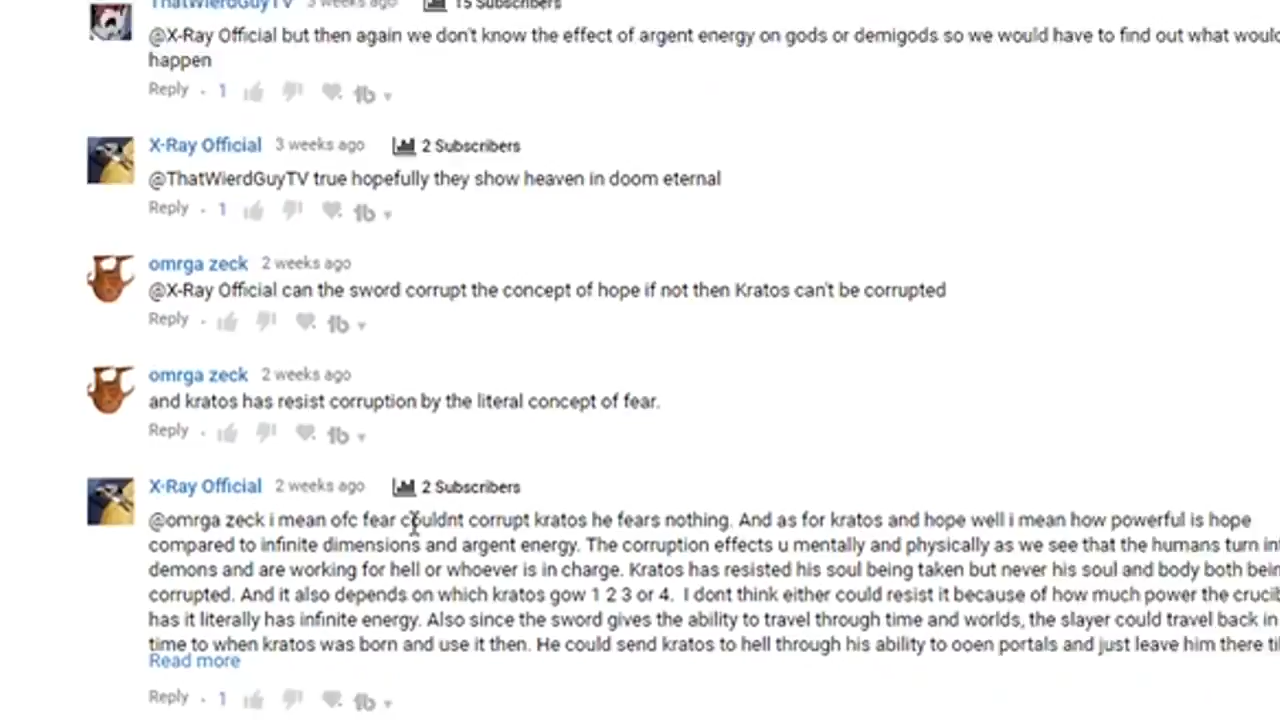 ThatWierdGuyTV 3 weeks ago 15 Subscribers
@X-Ray Official but then again we don't know the effect of argent energy on gods or demigods so we would have to find out what
happen
Reply · 1
X-Ray Official 3 weeks ago 2 Subscribers
@ThatWierdGuyTV true hopefully they show heaven in doom eternal
Reply · 1
omrga zeck 2 weeks ago
@X-Ray Official can the sword corrupt the concept of hope if not then Kratos can't be corrupted
Reply ·
omrga zeck 2 weeks ago
and kratos has resist corruption by the literal concept of fear.
Reply ·
X-Ray Official 2 weeks ago 2 Subscribers
@omrga zeck i mean ofc fear couldnt corrupt kratos he fears nothing. And as for kratos and hope well i mean how powerful is hope
compared to infinite dimensions and argent energy. The corruption effects u mentally and physically as we see that the humans turn
demons and are working for hell or whoever is in charge. Kratos has resisted his soul being taken but never his soul and body both
corrupted. And it also depends on which kratos gow 1 2 3 or 4. I dont think either could resist it because of how much power the
has it literally has infinite energy. Also since the sword gives the ability to travel through time and worlds, the slayer could travel back in
time to when kratos was born and use it then. He could send kratos to hell through his ability to open portals and just leave him there
Read more
Reply · 1